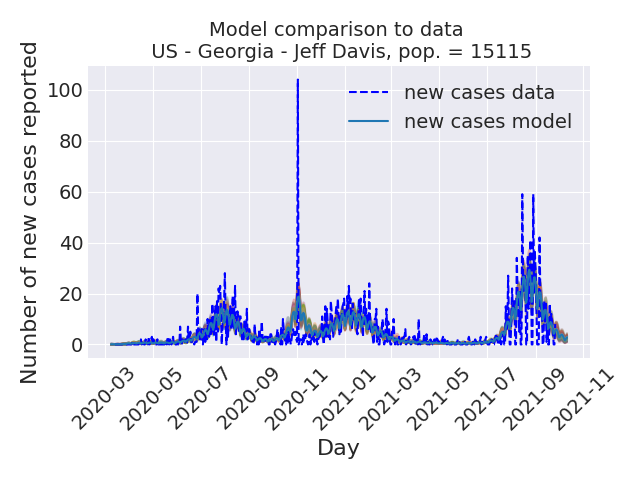 Model comparison to data
US - Georgia - Jeff Davis, pop. = 15115
Number of new cases reported
100
80
60
40
20
0
new cases data
new cases model
2020-03
2020-05
2020-07
2020-09
2020-11
2021-01
2021-03
2021-05
2021-07
2021-09
2021-11
Day